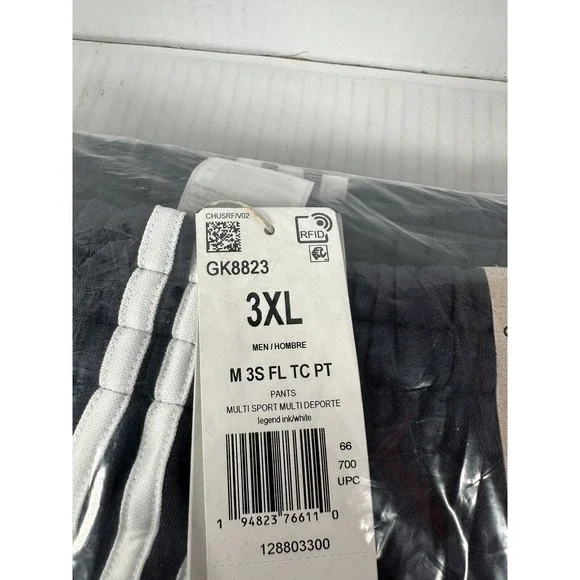 CHUSRF/V02
RFID
GK8823
3XL
MEN / HOMBRE
M 3S FL TC PT
PANTS
MULTI SPORT MULTI DEPORTE
legend ink/white
66
700
UPC
1 94823 76611 0
128803300